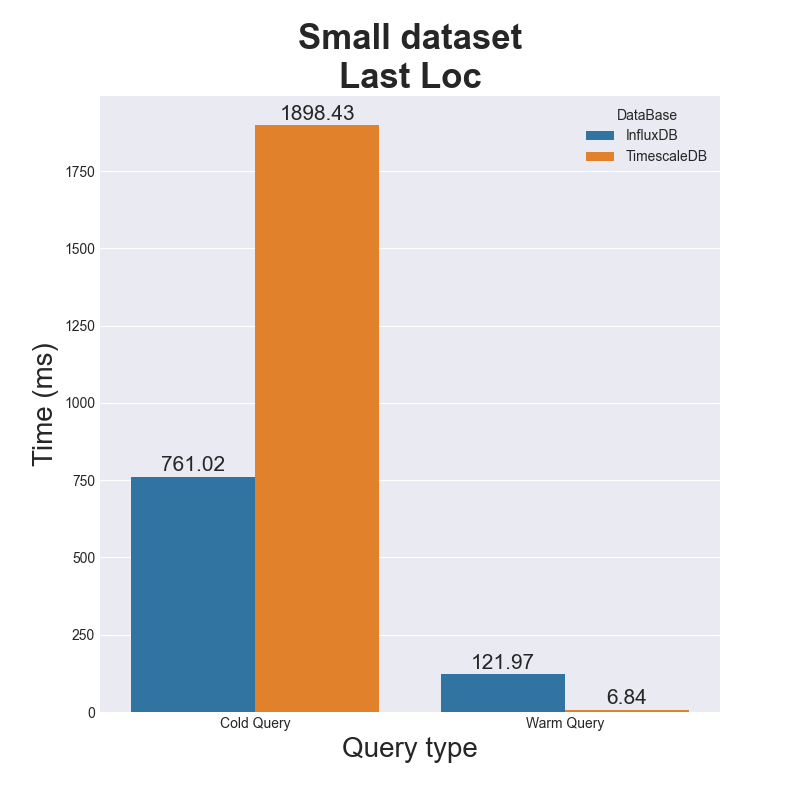 Small dataset
Last Loc
1898.43
DataBase
InfluxDB
TimescaleDB
1750
1500
1250
1000
750
500
250
0
761.02
121.97
6.84
Time (ms)
Cold Query
Warm Query
Query type